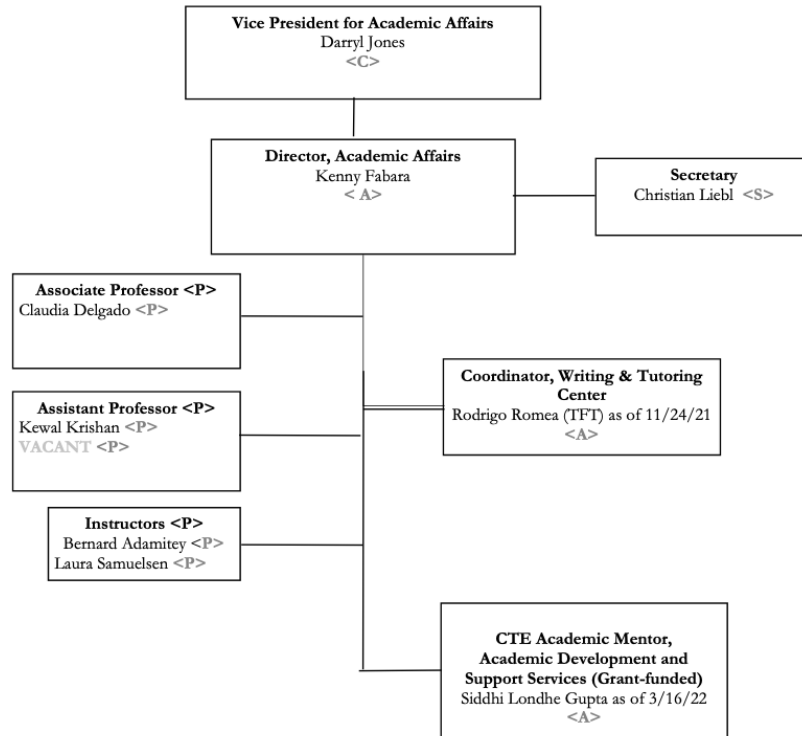 Vice President for Academic Affairs
Darryl Jones
<C>
Director, Academic Affairs
Kenny Fabara
< A>
Secretary
Christian Liebl <S>
Associate Professor <P>
Claudia Delgado <P>
Coordinator, Writing & Tutoring
Center
Rodrigo Romea (TFT) as of 11/24/21
<A>
Assistant Professor <P>
Kewal Krishan <P>
VACANT <P>
Instructors <P>
Bernard Adamitey <P>
Laura Samuelsen <P>
CTE Academic Mentor,
Academic Development and
Support Services (Grant-funded)
Siddhi Londhe Gupta as of 3/16/22
<A>